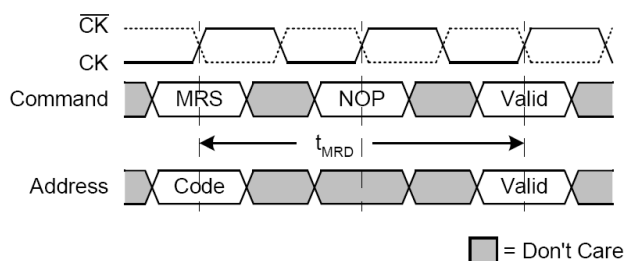 CK
CK
Command MRS NOP Valid
tMRD
Address Code Valid
= Don't Care